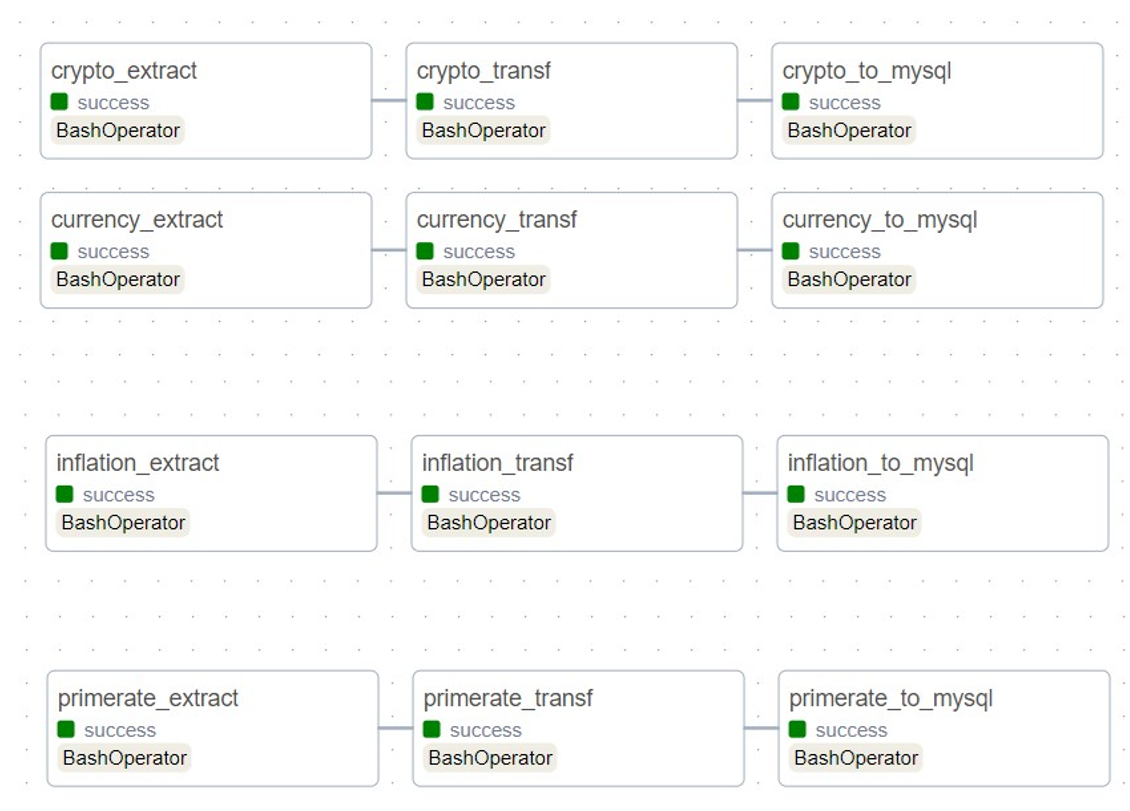 crypto_extract
success
BashOperator
crypto_transf
success
BashOperator
crypto_to_mysql
success
BashOperator
currency_extract
success
BashOperator
currency_transf
success
BashOperator
currency_to_mysql
success
BashOperator
inflation_extract
success
BashOperator
inflation_transf
success
BashOperator
inflation_to_mysql
success
BashOperator
primerate_extract
success
BashOperator
primerate_transf
success
BashOperator
primerate_to_mysql
success
BashOperator